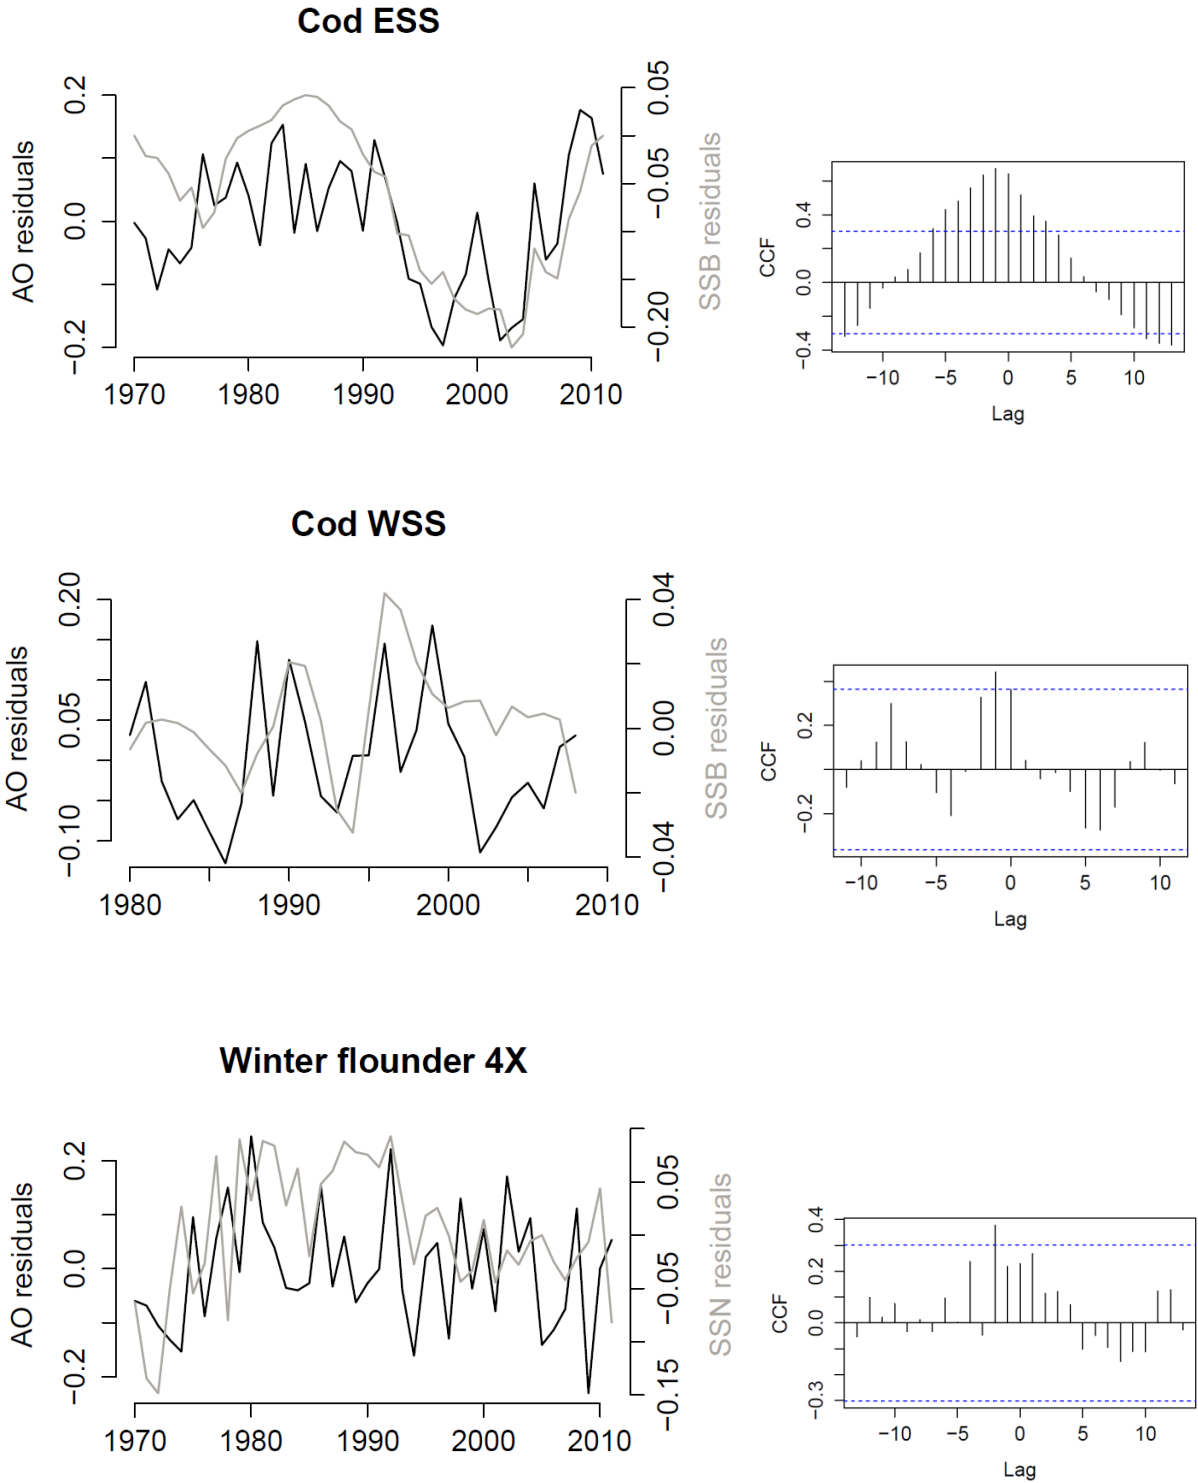 Cod ESS
AO residuals
0.2
0.0
−0.2
1970 1980 1990 2000 2010
0.05
−0.05
−0.20
SSB residuals
CCF
0.4
0.0
−0.4
−10 −5 0 5 10
Lag
Cod WSS
AO residuals
0.20
0.05
−0.10
1980 1990 2000 2010
0.04
0.00
−0.04
SSB residuals
CCF
0.2
−0.2
−10 −5 0 5 10
Lag
Winter flounder 4X
AO residuals
0.2
0.0
−0.2
1970 1980 1990 2000 2010
0.05
−0.05
−0.15
SSN residuals
CCF
0.4
0.2
0.0
−0.3
−10 −5 0 5 10
Lag